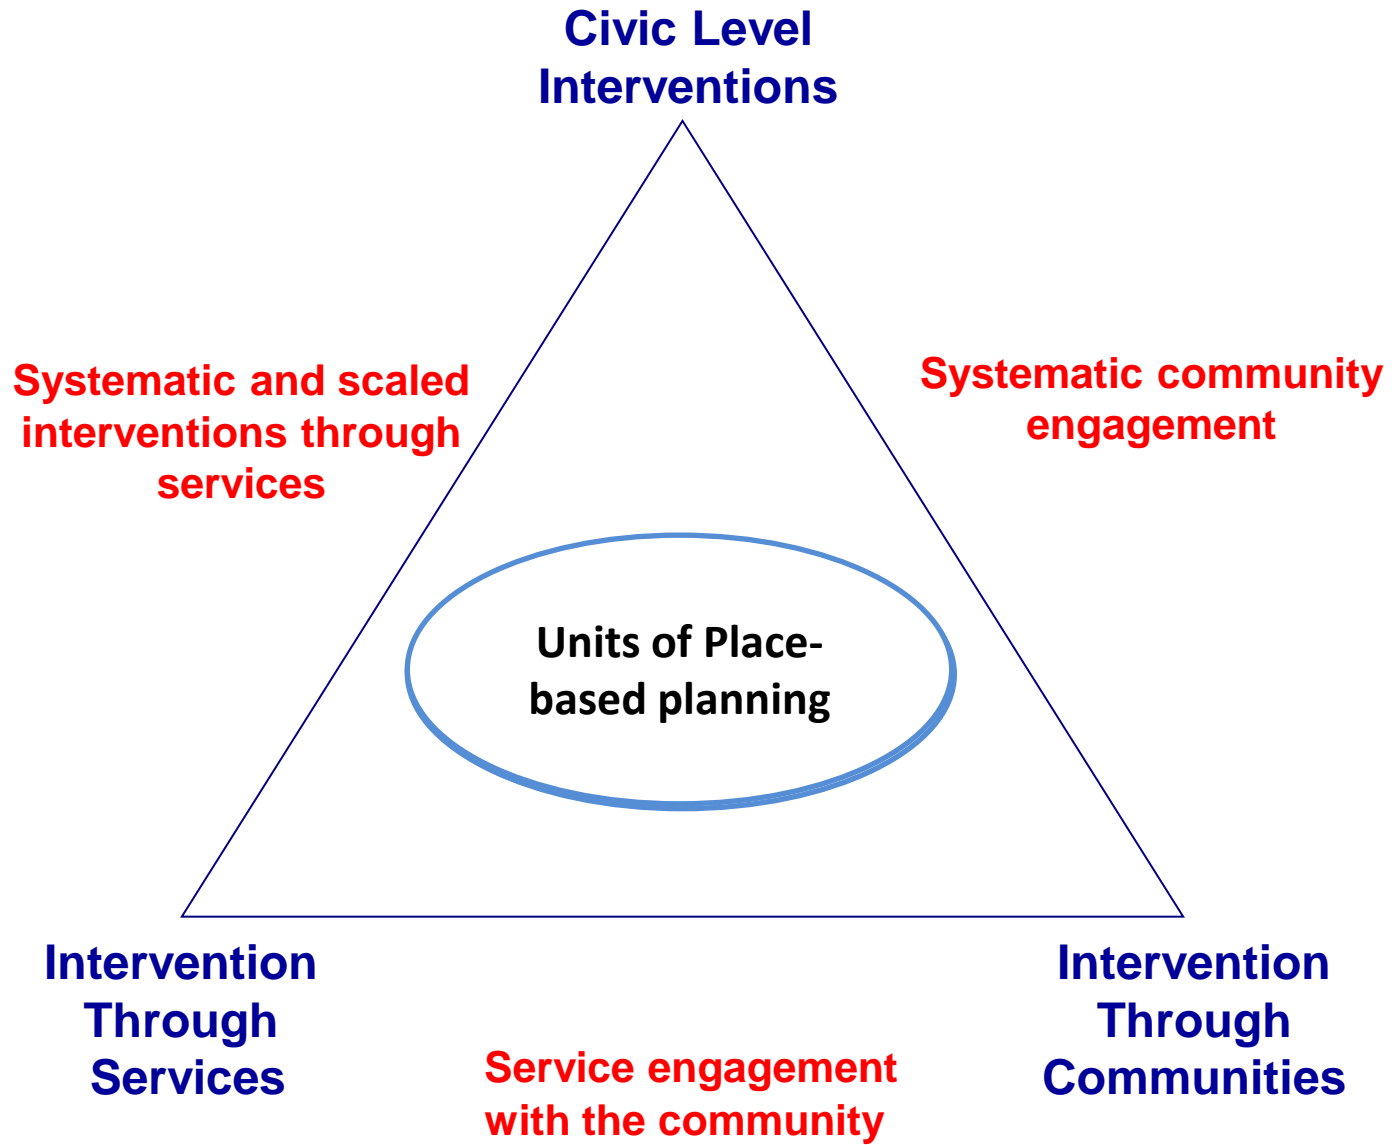 Civic Level
Interventions
Systematic and scaled
interventions through
services
Systematic community
engagement
Units of Place-
based planning
Intervention
Through
Services
Intervention
Through
Communities
Service engagement
with the community